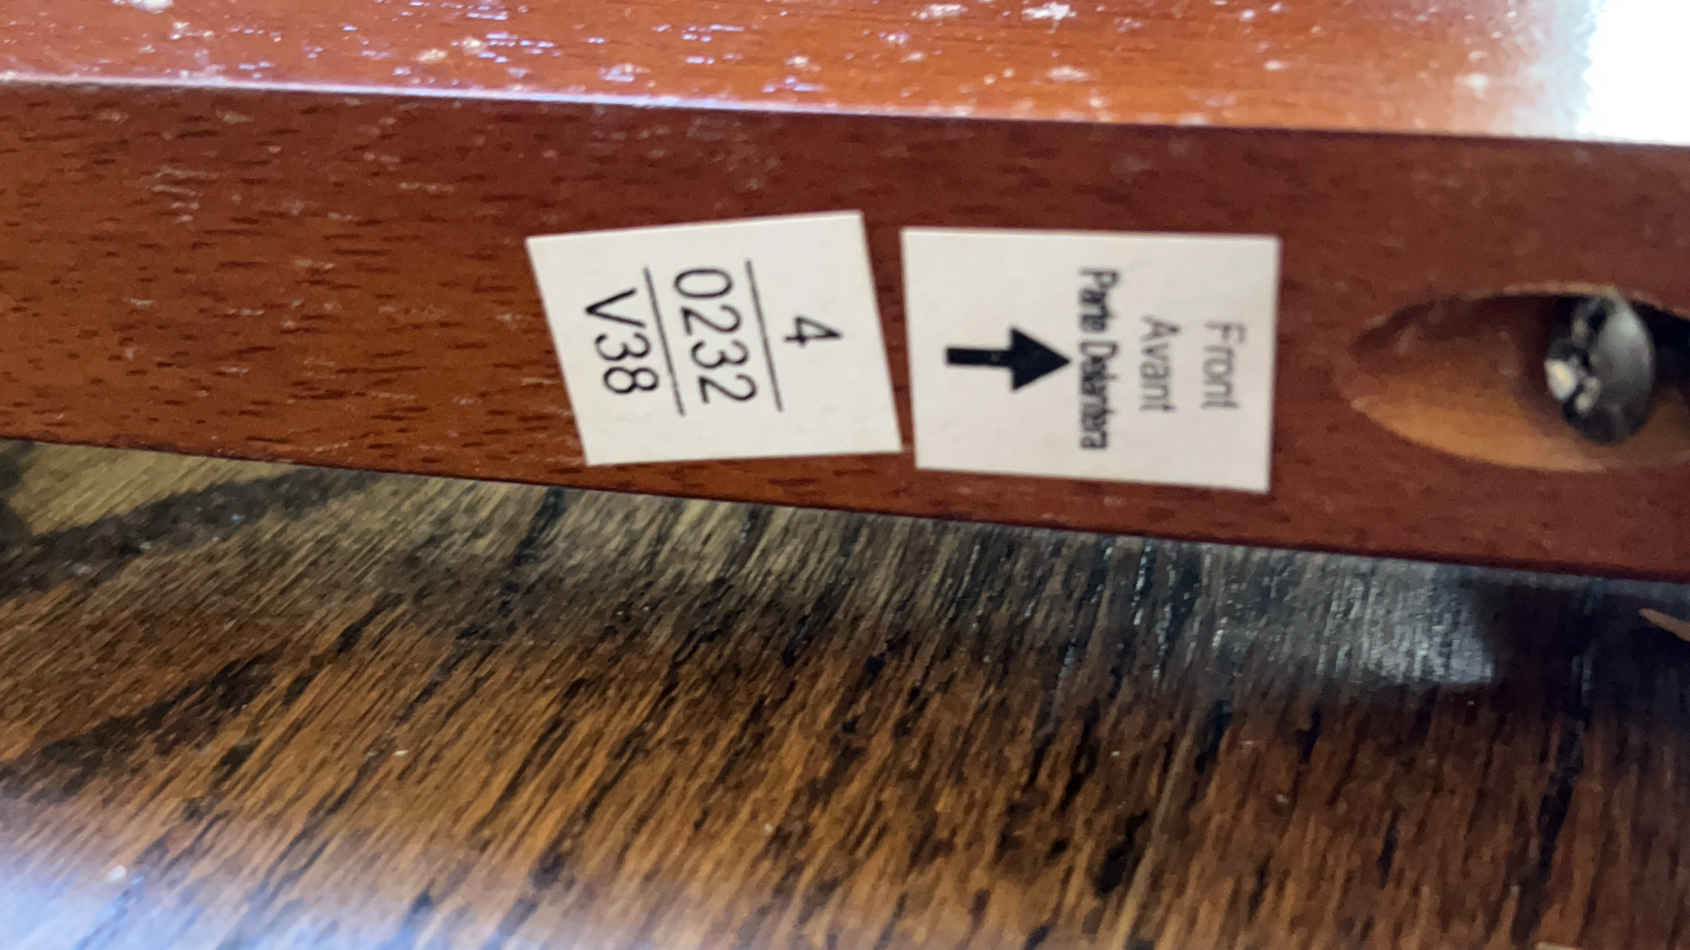 4
0232
V38
Front
Avant
Parte Delantera